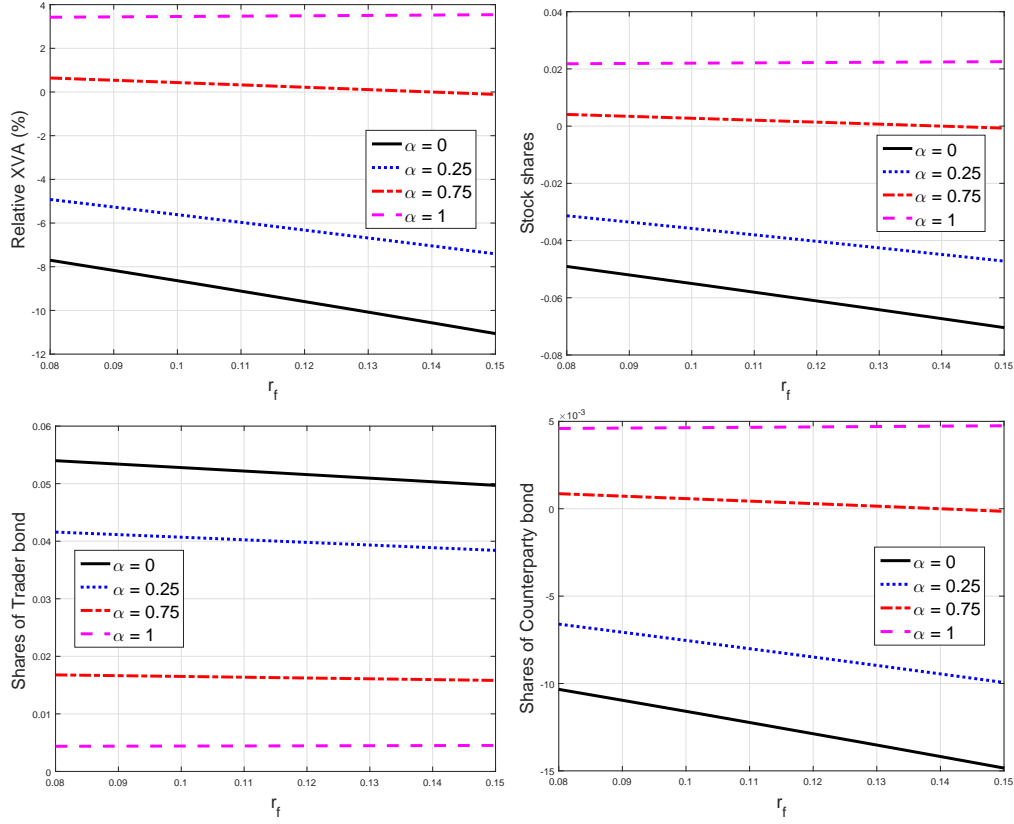 4
2
0
-2
-4
-6
-8
-10
-12
Relative XVA (%)
α = 0
α = 0.25
α = 0.75
α = 1
0.08 0.09 0.1 0.11 0.12 0.13 0.14 0.15
r_f
0.04
0.02
0
-0.02
-0.04
-0.06
-0.08
Stock shares
α = 0
α = 0.25
α = 0.75
α = 1
0.08 0.09 0.1 0.11 0.12 0.13 0.14 0.15
r_f
0.06
0.05
0.04
0.03
0.02
0.01
0
Shares of Trader bond
α = 0
α = 0.25
α = 0.75
α = 1
0.08 0.09 0.1 0.11 0.12 0.13 0.14 0.15
r_f
×10⁻³
5
0
-5
-10
-15
Shares of Counterparty bond
α = 0
α = 0.25
α = 0.75
α = 1
0.08 0.09 0.1 0.11 0.12 0.13 0.14 0.15
r_f